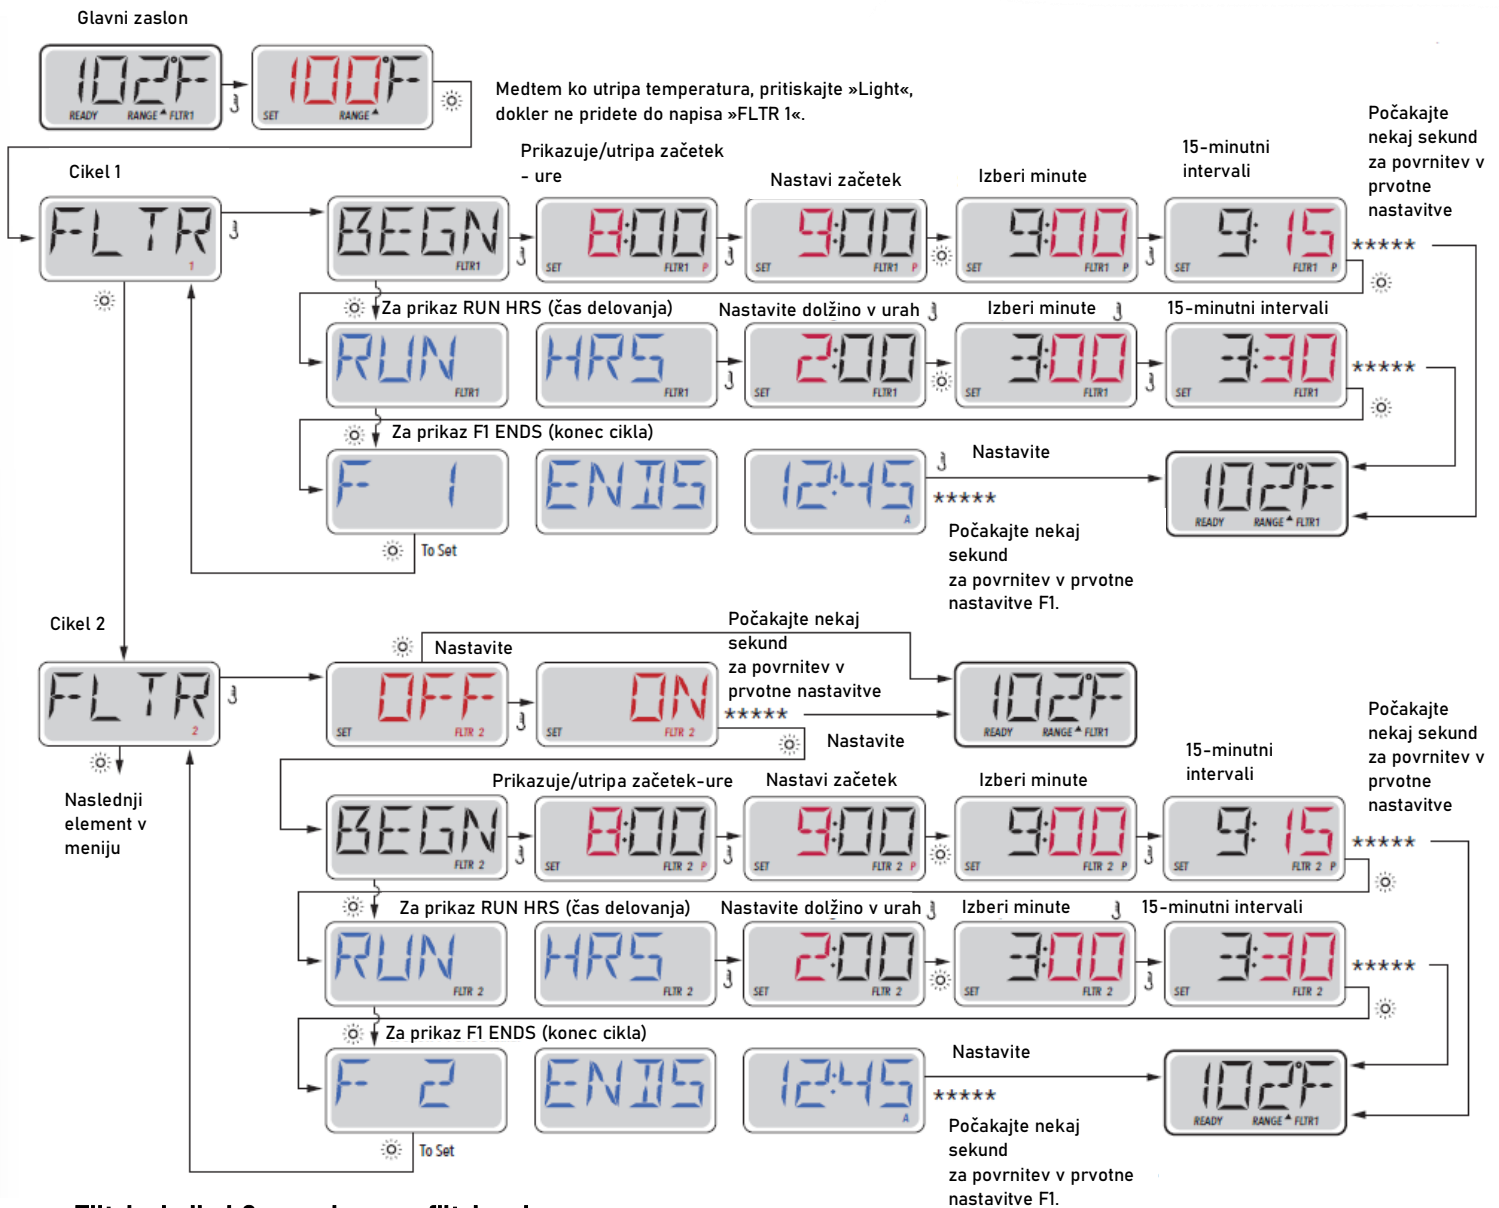 Glavni zaslon
102°F
READY RANGE FLTR1
100°F
SET RANGE
Medtem ko utripa temperatura, pritiskajte »Light«,
dokler ne pridete do napisa »FLTR 1«.
Počakajte
nekaj sekund
za povrnitev v
prvotne
nastavitve
Cikel 1
Prikazuje/utripa začetek
- ure
Nastavi začetek
Izberi minute
15-minutni
intervali
FLTR
1
BEGN
FLTR1
8:00
SET FLTR1 P
9:00
SET FLTR1 P
9:00
SET FLTR1 P
9:15
SET FLTR1 P
*****
Za prikaz RUN HRS (čas delovanja)
Nastavite dolžino v urah
Izberi minute
15-minutni intervali
RUN
FLTR1
HRS
FLTR1
2:00
SET FLTR1
3:00
SET FLTR1
3:30
SET FLTR1
*****
Za prikaz F1 ENDS (konec cikla)
F 1
ENDS
12:45
A
Nastavite
*****
Počakajte nekaj
sekund
za povrnitev v prvotne
nastavitve F1.
102°F
READY RANGE FLTR1
To Set
Cikel 2
FLTR
2
Nastavite
OFF
SET FLTR 2
ON
SET FLTR 2
Počakajte nekaj
sekund
za povrnitev v
prvotne nastavitve
*****
Nastavite
102°F
READY RANGE FLTR1
Naslednji
element v
meniju
Počakajte
nekaj sekund
za povrnitev v
prvotne
nastavitve
Prikazuje/utripa začetek-ure
Nastavi začetek
Izberi minute
15-minutni
intervali
BEGN
FLTR 2
8:00
SET FLTR 2 P
9:00
SET FLTR 2 P
9:00
SET FLTR 2 P
9:15
SET FLTR 2 P
*****
Za prikaz RUN HRS (čas delovanja)
Nastavite dolžino v urah
Izberi minute
15-minutni intervali
RUN
FLTR 2
HRS
FLTR 2
2:00
SET FLTR 2
3:00
SET FLTR 2
3:30
SET FLTR 2
*****
Za prikaz F1 ENDS (konec cikla)
F 2
ENDS
12:45
A
Nastavite
*****
Počakajte nekaj
sekund
za povrnitev v prvotne
nastavitve F1.
102°F
READY RANGE FLTR1
To Set